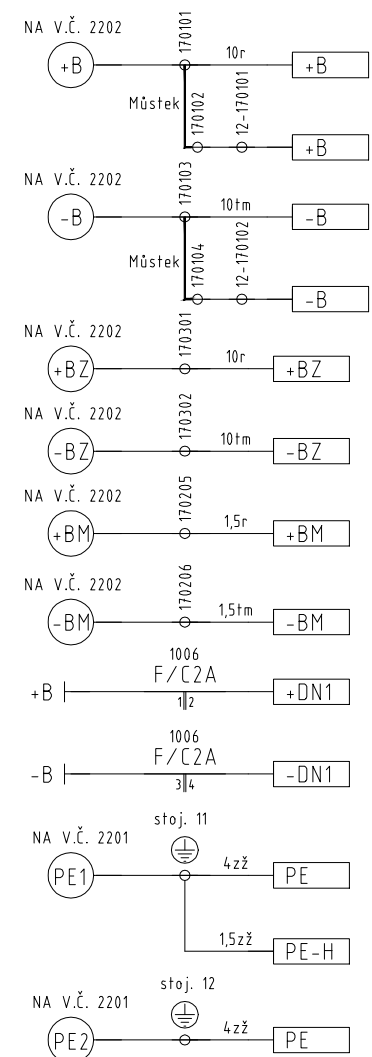 NA V.Č. 2202
170101
+B
10r
+B
Můstek
170102
12-170101
+B
NA V.Č. 2202
170103
-B
10tm
-B
Můstek
170104
12-170102
-B
NA V.Č. 2202
170301
+BZ
10r
+BZ
NA V.Č. 2202
170302
-BZ
10tm
-BZ
NA V.Č. 2202
170205
+BM
1,5r
+BM
NA V.Č. 2202
170206
-BM
1,5tm
-BM
1006
F/C2A
+B
1 2
+DN1
1006
F/C2A
-B
3 4
-DN1
stoj. 11
NA V.Č. 2201
PE1
4zž
PE
1,5zž
PE-H
stoj. 12
NA V.Č. 2201
PE2
4zž
PE